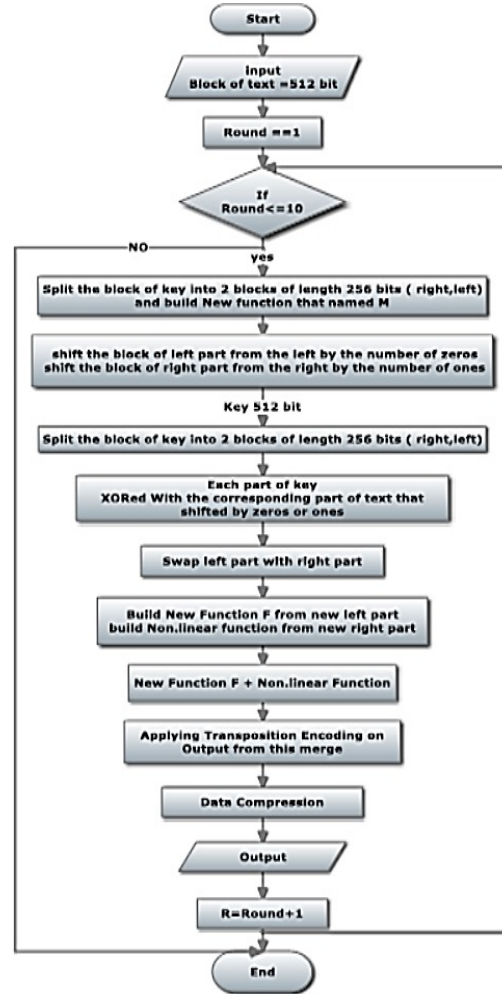 Start
Input
Block of text =512 bit
Round ==1
If
Round<=10
NO
yes
Split the block of key into 2 blocks of length 256 bits ( right,left)
and build New function that named M
shift the block of left part from the left by the number of zeros
shift the block of right part from the right by the number of ones
Key 512 bit
Split the block of key into 2 blocks of length 256 bits ( right,left)
Each part of key
XORed With the corresponding part of text that
shifted by zeros or ones
Swap left part with right part
Build New Function F from new left part
build Non.linear function from new right part
New Function F + Non.linear Function
Applying Transposition Encoding on
Output from this merge
Data Compression
Output
R=Round+1
End